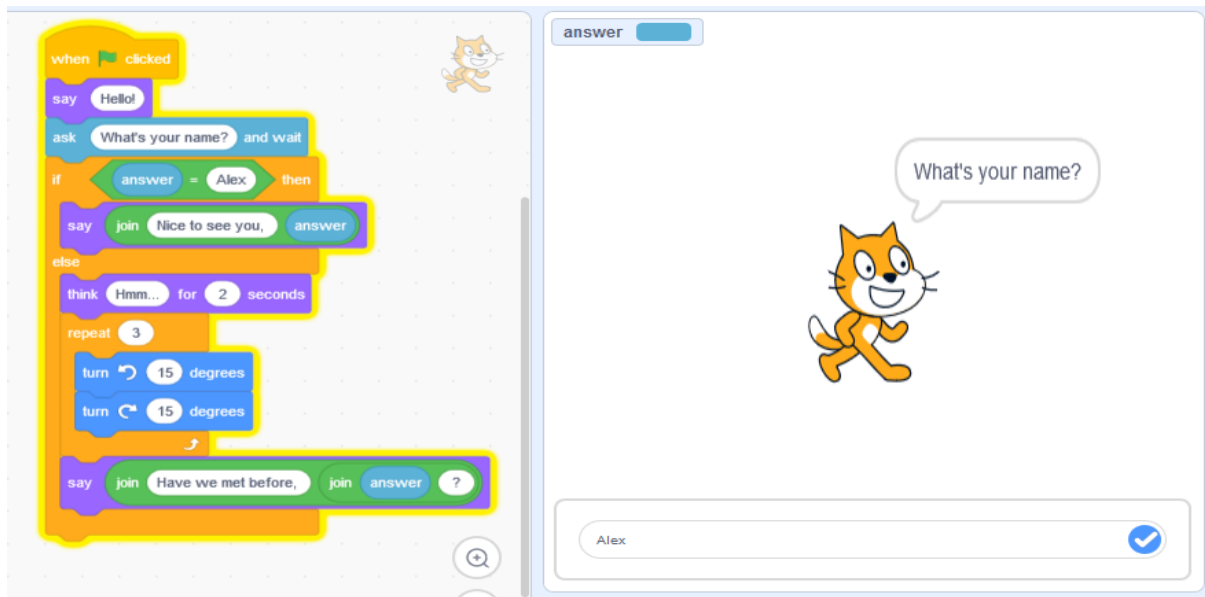 when clicked
say Hello!
ask What's your name? and wait
if answer = Alex then
say join Nice to see you, answer
else
think Hmm... for 2 seconds
repeat 3
turn 15 degrees
turn 15 degrees
say join Have we met before, join answer ?
answer
What's your name?
Alex